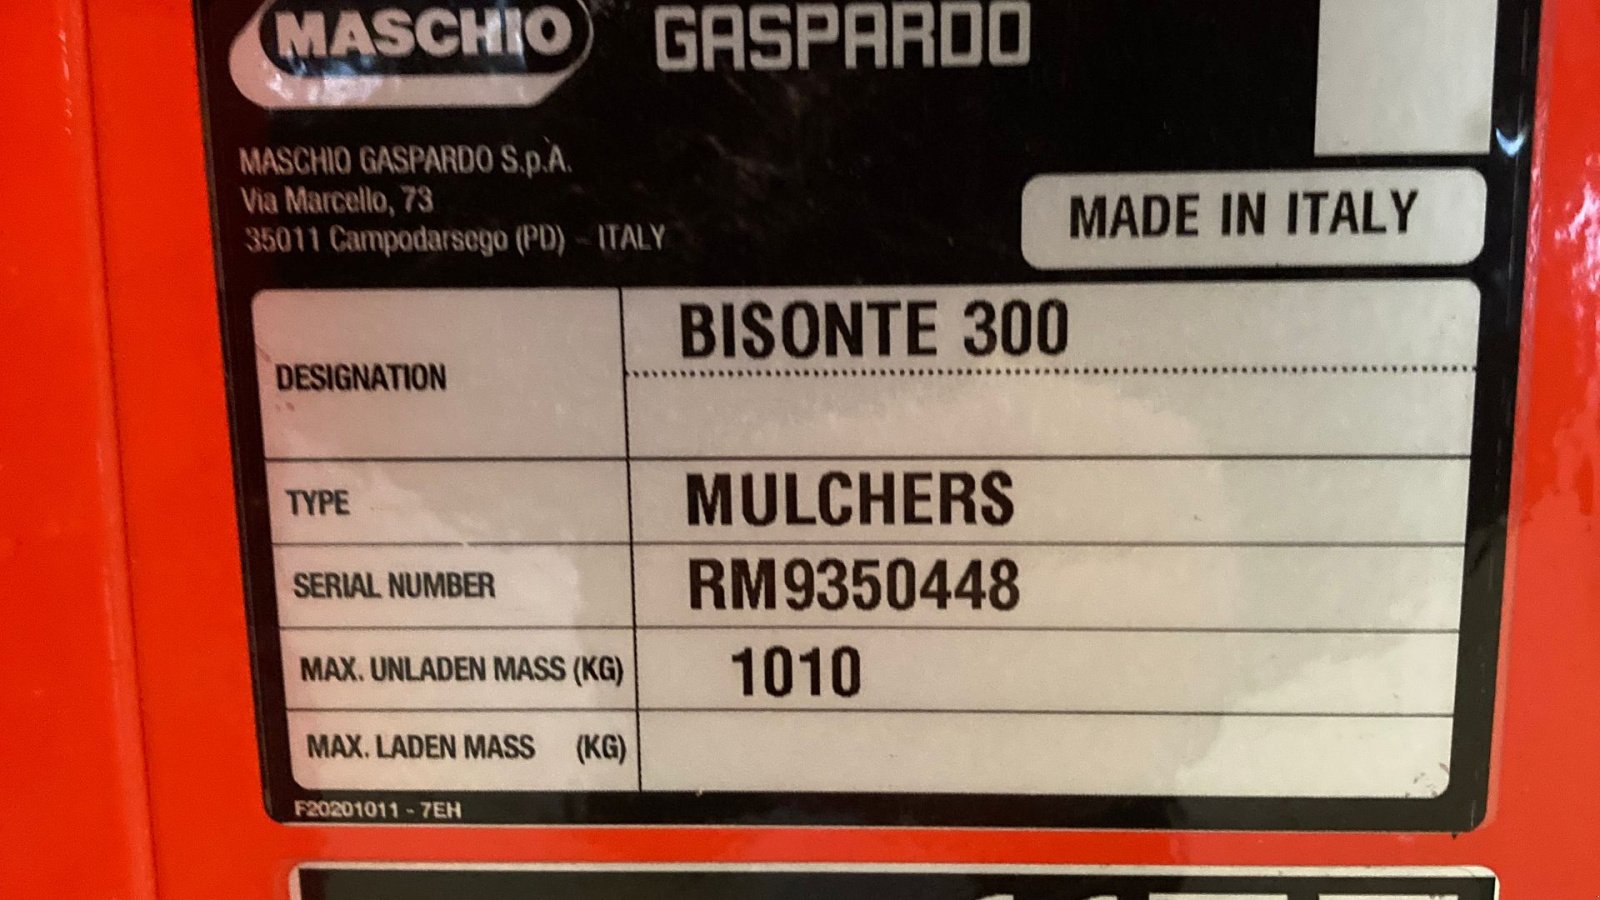 MASCHIO GASPARDO
MASCHIO GASPARDO S.p.A.
Via Marcello, 73
35011 Campodarsego (PD) - ITALY
MADE IN ITALY
DESIGNATION BISONTE 300
TYPE MULCHERS
SERIAL NUMBER RM9350448
MAX. UNLADEN MASS (KG) 1010
MAX. LADEN MASS (KG)
F20201011 - 7EH